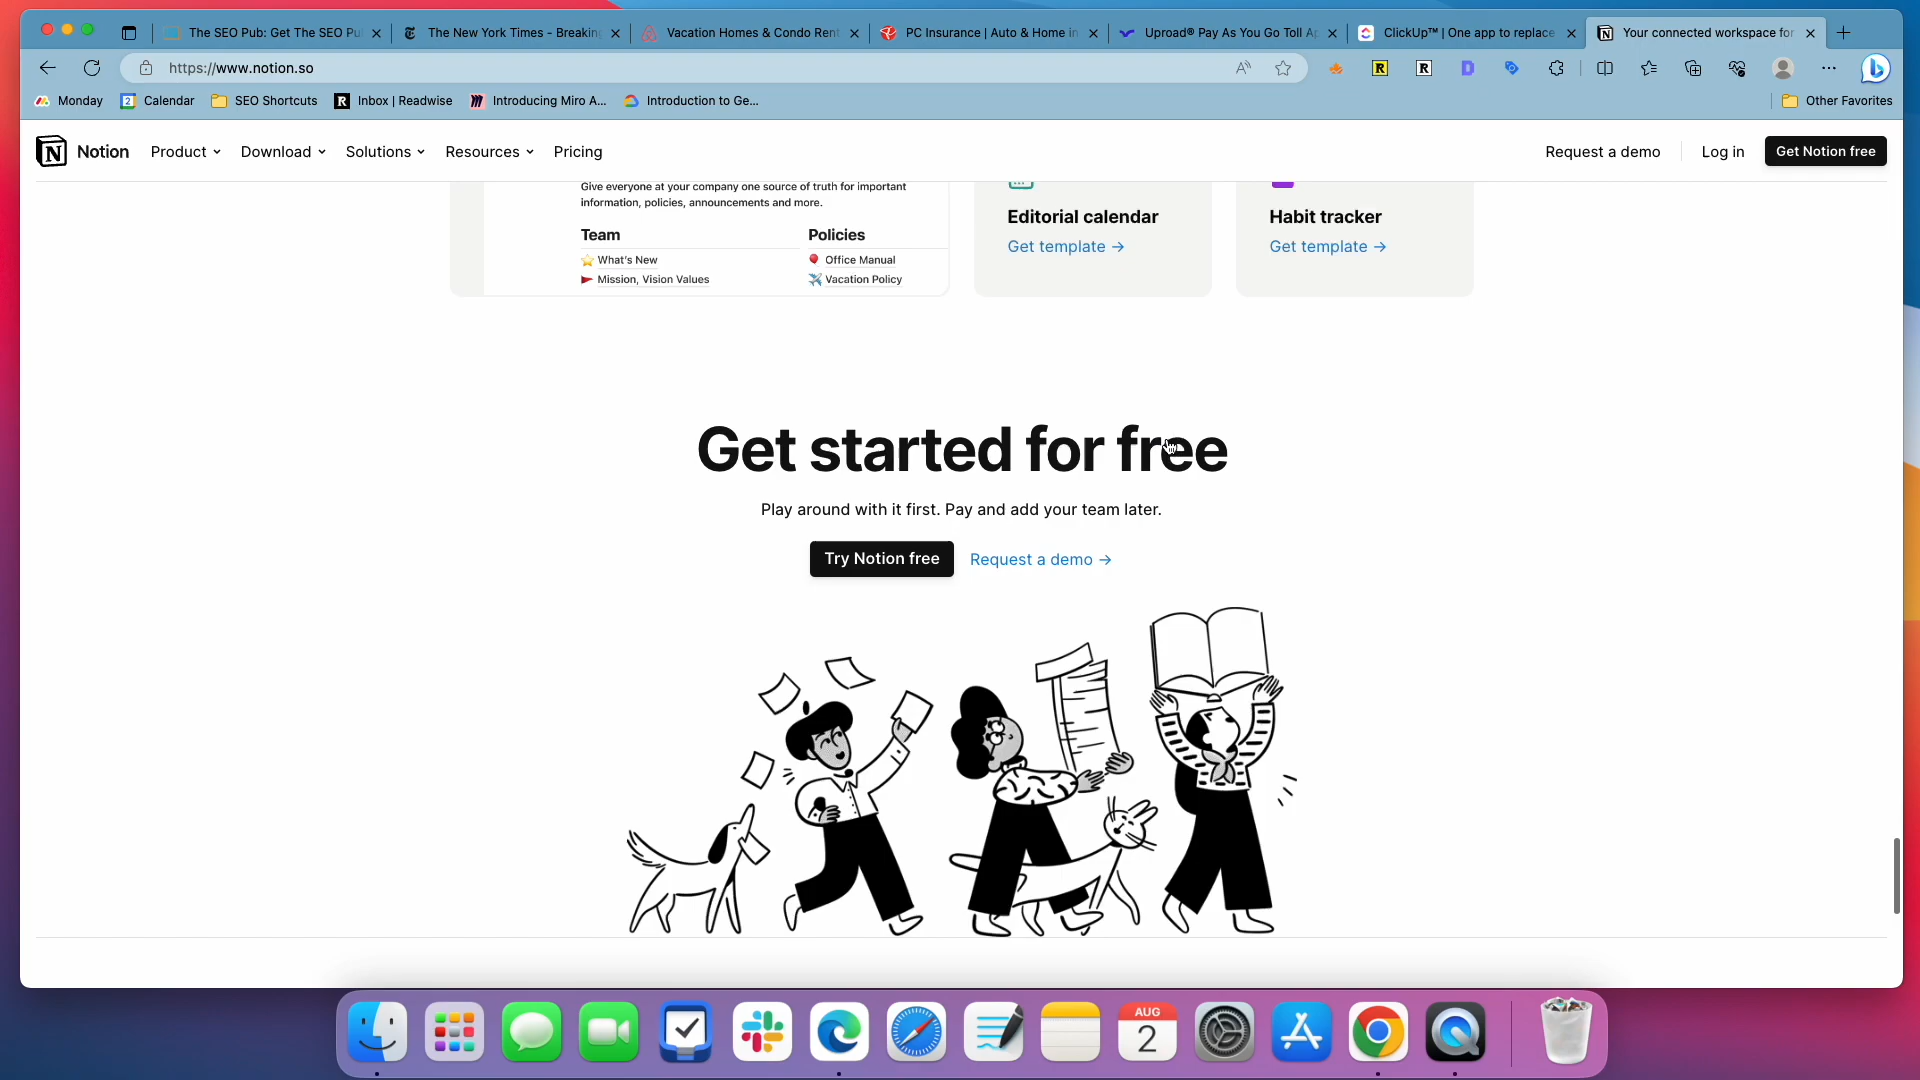 The SEO Pub: Get The SEO Pu
The New York Times - Breaking
Vacation Homes & Condo Rent
PC Insurance | Auto & Home in
Uproad® Pay As You Go Toll Ap
ClickUp™ | One app to replace
Your connected workspace for
https://www.notion.so
Monday
2 Calendar
SEO Shortcuts
R Inbox | Readwise
Introducing Miro A...
Introduction to Ge...
Other Favorites
Notion
Product
Download
Solutions
Resources
Pricing
Request a demo
Log in
Get Notion free
Give everyone at your company one source of truth for important
information, policies, announcements and more.
Team
What's New
Mission, Vision Values
Policies
Office Manual
Vacation Policy
Editorial calendar
Get template →
Habit tracker
Get template →
Get started for free
Play around with it first. Pay and add your team later.
Try Notion free
Request a demo →
AUG
2